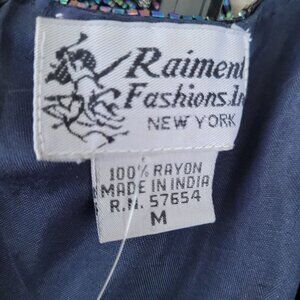 Raiment
Fashions.In
NEW YORK
100% RAYON
MADE IN INDIA
R.N. 57654
M